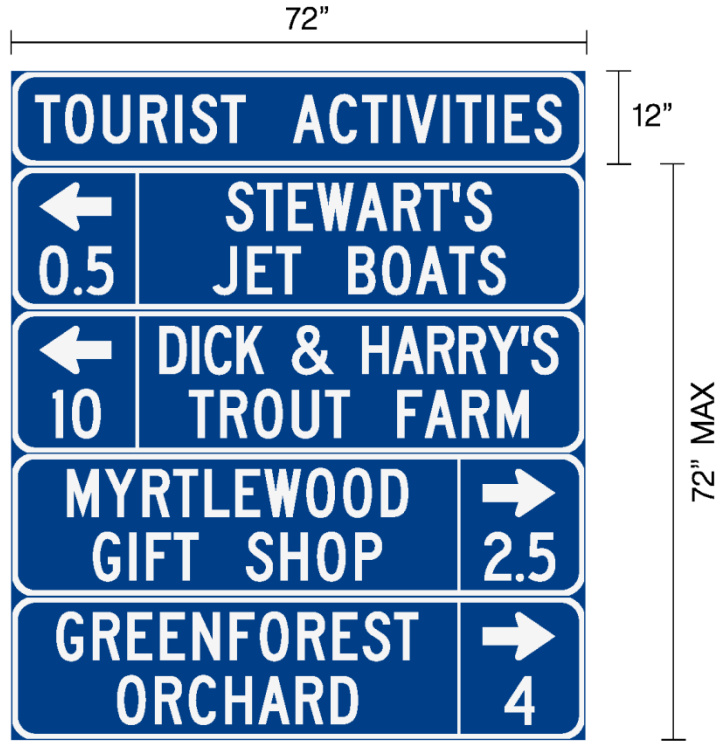 72”
TOURIST ACTIVITIES
12”
STEWART'S
0.5 JET BOATS
DICK & HARRY'S
10 TROUT FARM
72” MAX
MYRTLEWOOD
GIFT SHOP 2.5
GREENFOREST
ORCHARD 4